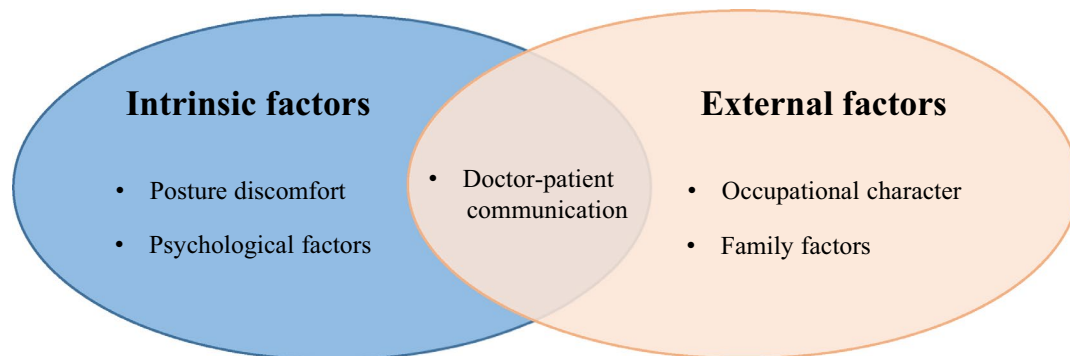 Intrinsic factors
• Posture discomfort
• Psychological factors
• Doctor-patient
communication
External factors
• Occupational character
• Family factors